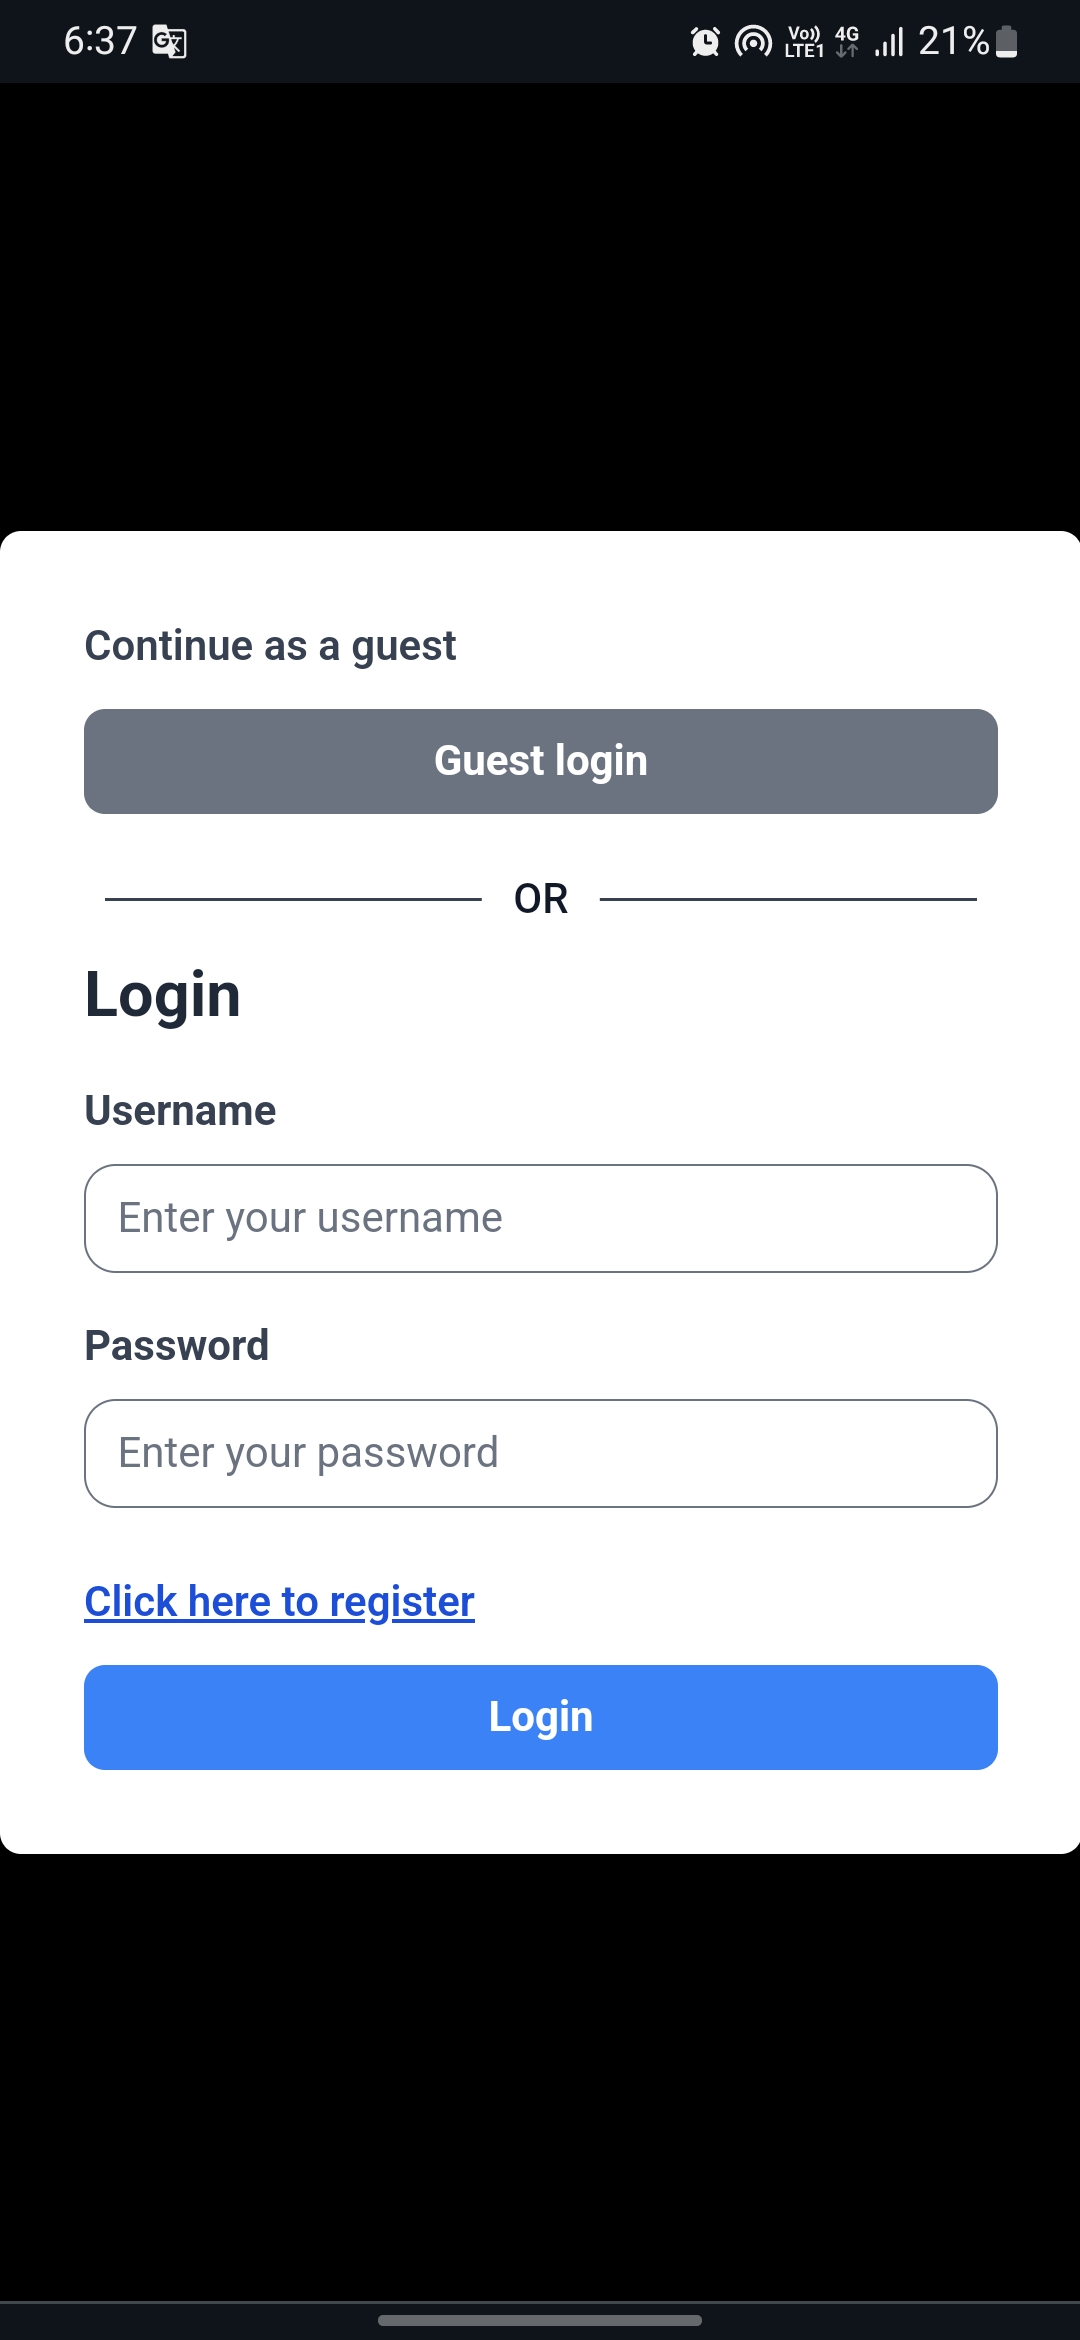 6:37
Vo)) 4G 21%
LTE1
Continue as a guest
Guest login
OR
Login
Username
Enter your username
Password
Enter your password
Click here to register
Login